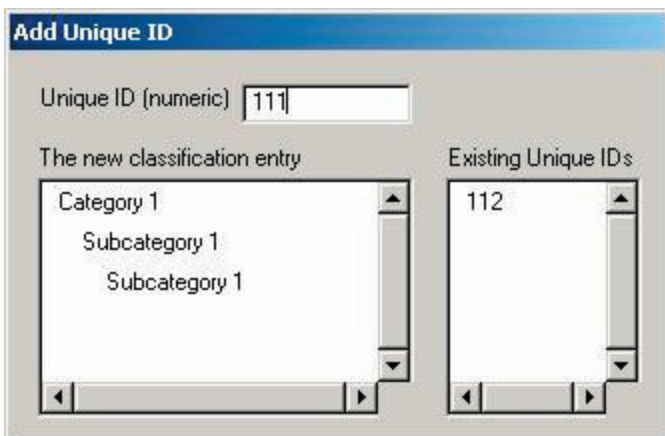 Add Unique ID
Unique ID (numeric) 111
The new classification entry
Existing Unique IDs
Category 1
112
Subcategory 1
Subcategory 1